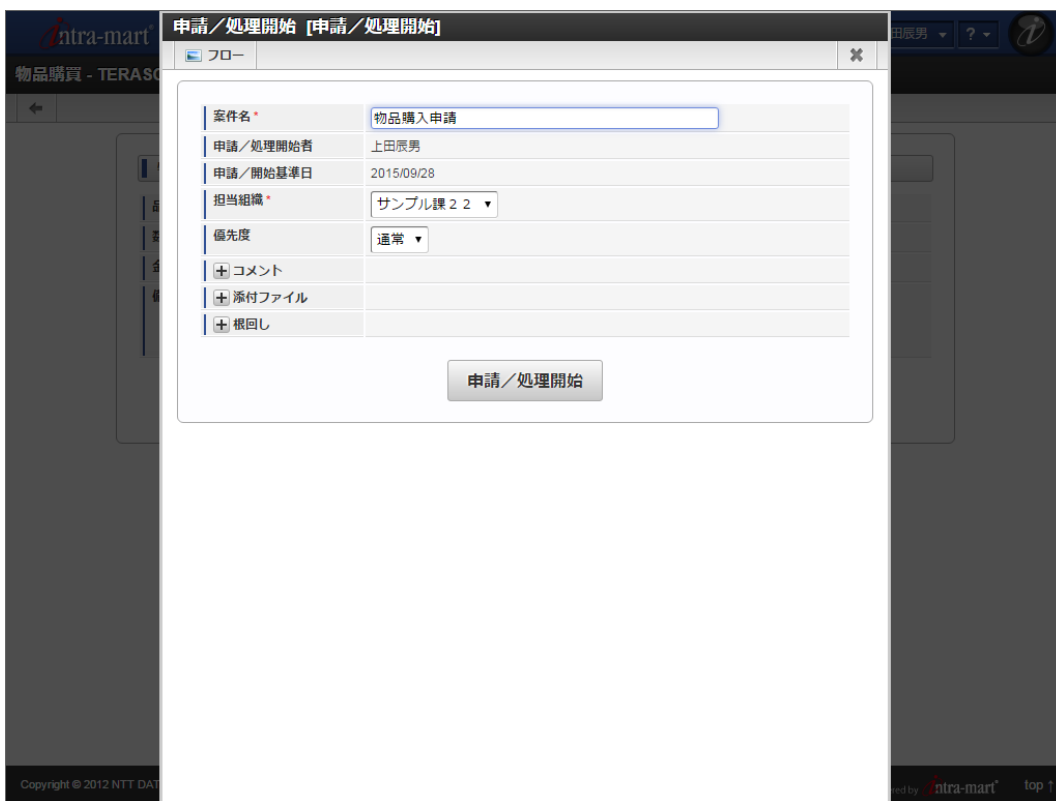 intra-mart
申請／処理開始 [申請／処理開始]
田辰男
?
物品購買 - TERASO
フロー
案件名*
物品購入申請
申請／処理開始者
上田辰男
申請／開始基準日
2015/09/28
担当組織*
サンプル課２２
優先度
通常
コメント
添付ファイル
根回し
申請／処理開始
Copyright © 2012 NTT DAT
red by intra-mart
top ↑